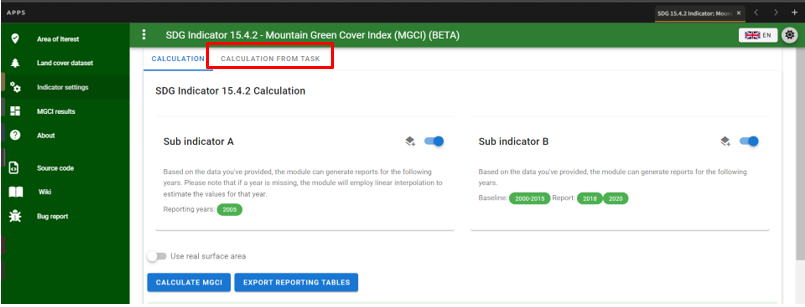 APPS
SDG 15.4.2 Indicator: Moun
SDG Indicator 15.4.2 - Mountain Green Cover Index (MGCI) (BETA)
EN
Area of Iterest
Land cover dataset
Indicator settings
MGCI results
About
Source code
Wiki
Bug report
CALCULATION
CALCULATION FROM TASK
SDG Indicator 15.4.2 Calculation
Sub indicator A
Based on the data you've provided, the module can generate reports for the following
years. Please note that if a year is missing, the module will employ linear interpolation to
estimate the values for that year.
Reporting years: 2005
Sub indicator B
Based on the data you've provided, the module can generate reports for the following
years.
Baseline: 2000-2015 Report 2018 2020
Use real surface area
CALCULATE MGCI
EXPORT REPORTING TABLES